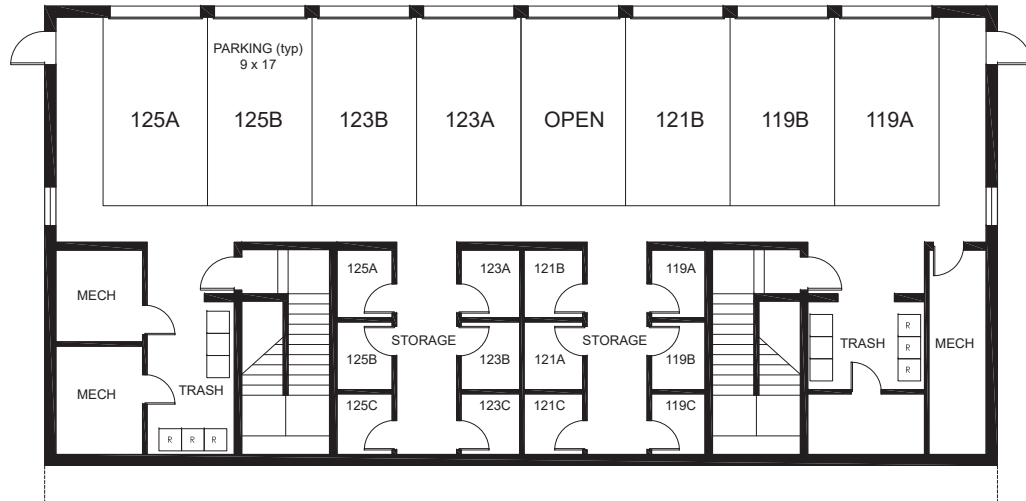 PARKING (typ)
9 x 17
125A
125B
123B
123A
OPEN
121B
119B
119A
125A
123A
121B
119A
MECH
STORAGE
STORAGE
TRASH
MECH
125B
123B
121A
119B
MECH
TRASH
125C
123C
121C
119C
R
R
R
R
R
R